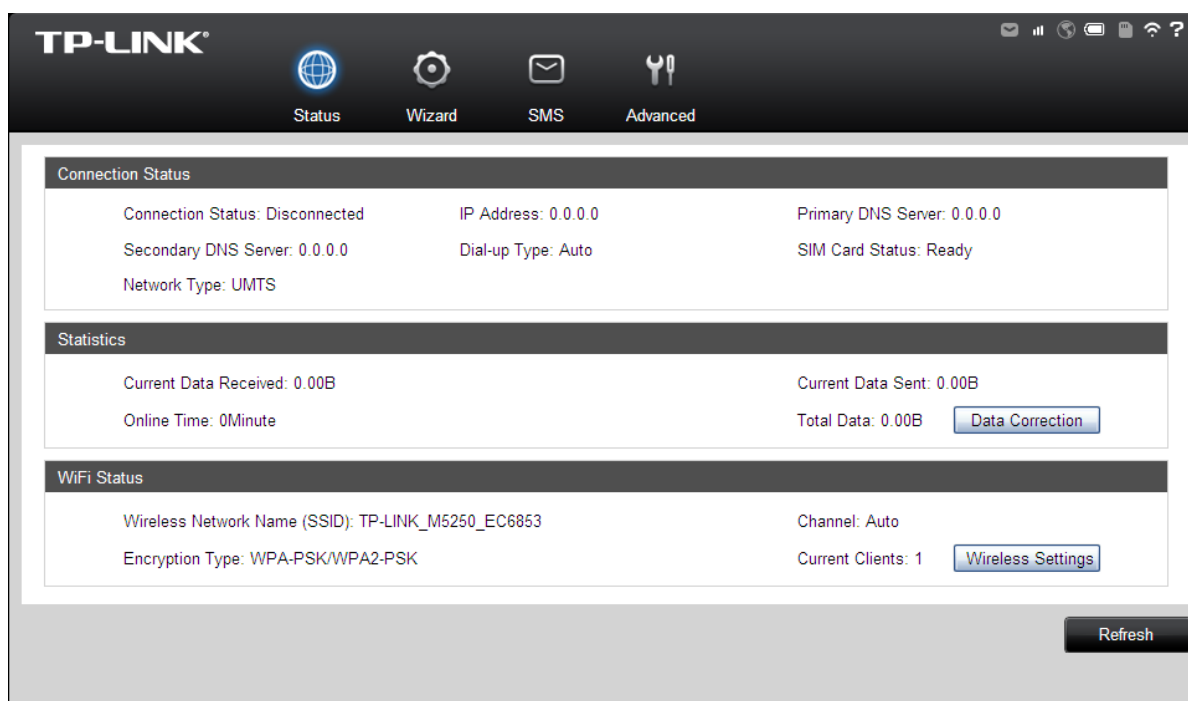 TP-LINK®
?
Status Wizard SMS Advanced
Connection Status
Connection Status: Disconnected IP Address: 0.0.0.0 Primary DNS Server: 0.0.0.0
Secondary DNS Server: 0.0.0.0 Dial-up Type: Auto SIM Card Status: Ready
Network Type: UMTS
Statistics
Current Data Received: 0.00B Current Data Sent: 0.00B
Online Time: 0Minute Total Data: 0.00B Data Correction
WiFi Status
Wireless Network Name (SSID): TP-LINK_M5250_EC6853 Channel: Auto
Encryption Type: WPA-PSK/WPA2-PSK Current Clients: 1 Wireless Settings
Refresh